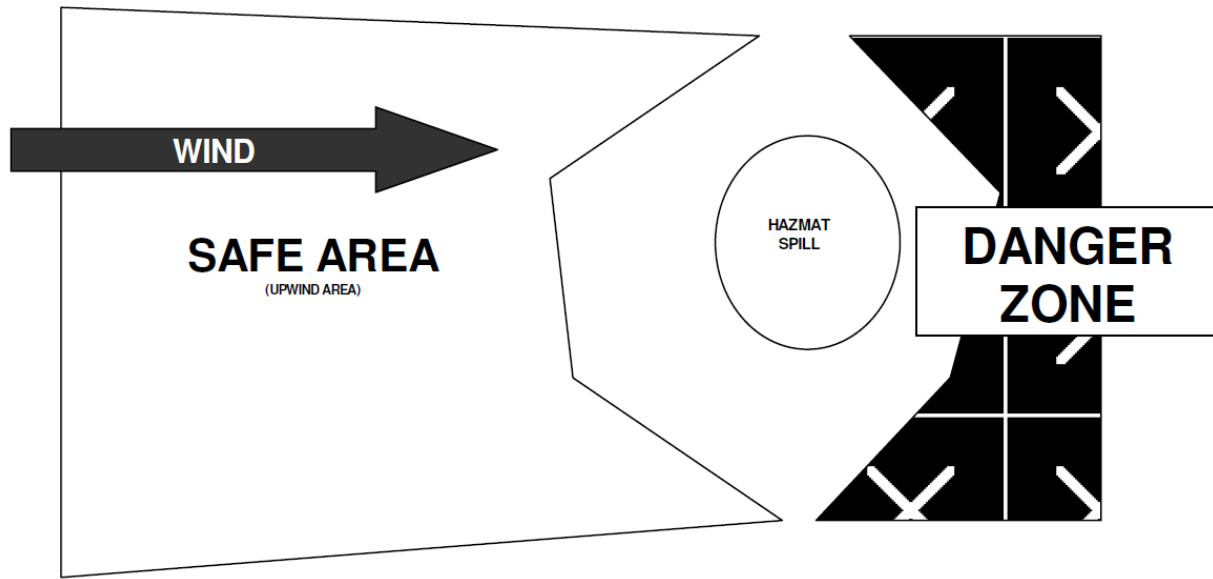 WIND
SAFE AREA
(UPWIND AREA)
HAZMAT
SPILL
DANGER
ZONE